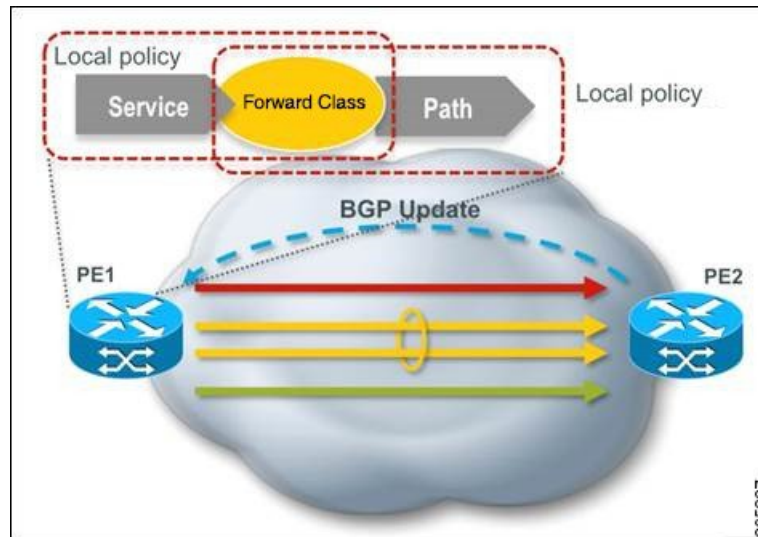 Local policy
Service
Forward Class
Path
Local policy
BGP Update
PE1
PE2